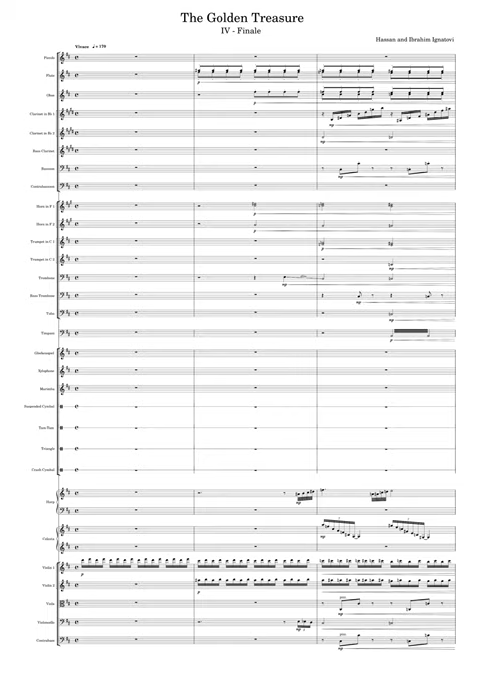 The Golden Treasure
IV - Finale
Hassan and Ibrahim Ignatovi
Vivace ♩ = 170
Piccolo
Flute
Oboe
Clarinet in B♭ 1
Clarinet in B♭ 2
Bass Clarinet
Bassoon
Contrabassoon
Horn in F 1
Horn in F 2
Trumpet in C 1
Trumpet in C 2
Trombone
Bass Trombone
Tuba
Timpani
Glockenspiel
Xylophone
Marimba
Suspended Cymbal
Tam-Tam
Triangle
Crash Cymbal
Harp
Celesta
Violin 1
Violin 2
Viola
Violoncello
Contrabass